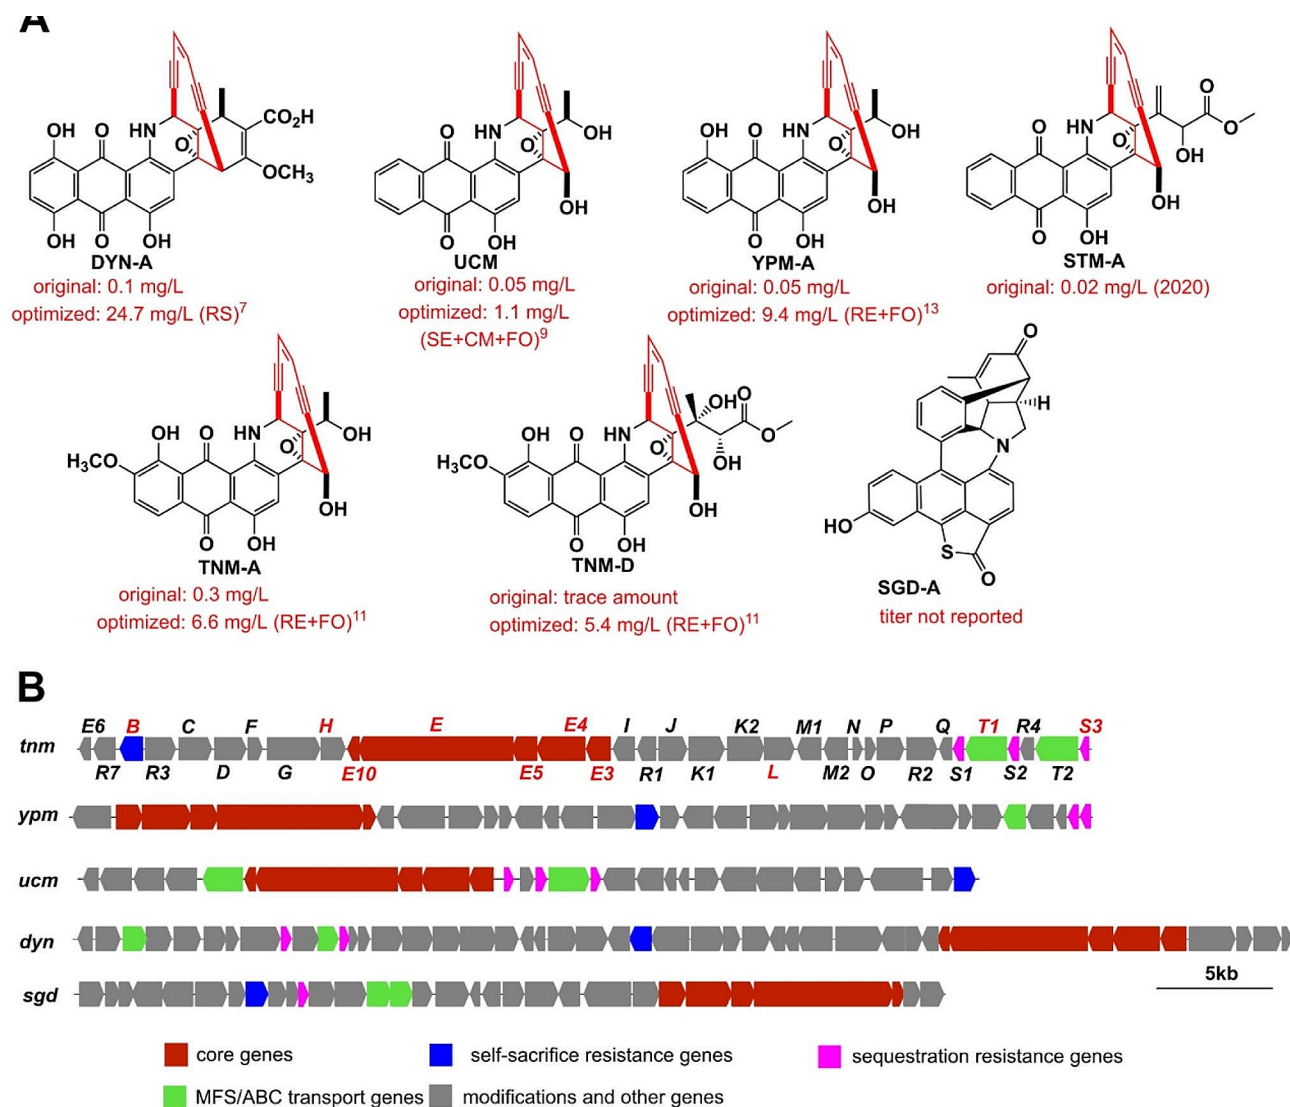 A
OH O HN O CO₂H OCH₃ OH O OH
DYN-A
original: 0.1 mg/L
optimized: 24.7 mg/L (RS)⁷
O HN O OH OH O OH
UCM
original: 0.05 mg/L
optimized: 1.1 mg/L
(SE+CM+FO)⁹
OH O HN O OH OH O OH
YPM-A
original: 0.05 mg/L
optimized: 9.4 mg/L (RE+FO)¹³
O HN O O O OH OH O OH
STM-A
original: 0.02 mg/L (2020)
H₃CO OH O HN O OH OH O OH
TNM-A
original: 0.3 mg/L
optimized: 6.6 mg/L (RE+FO)¹¹
H₃CO OH O HN O OH O O OH OH O OH
TNM-D
original: trace amount
optimized: 5.4 mg/L (RE+FO)¹¹
O H N HO S O
SGD-A
titer not reported
B
E6 B C F H E E4 I J K2 M1 N P Q T1 R4 S3
tnm
R7 R3 D G E10 E5 E3 R1 K1 L M2 O R2 S1 S2 T2
ypm
ucm
dyn
sgd
5kb
core genes
self-sacrifice resistance genes
sequestration resistance genes
MFS/ABC transport genes
modifications and other genes